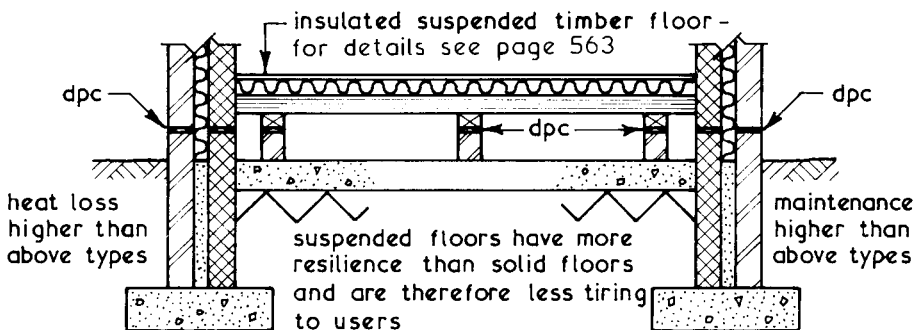 insulated suspended timber floor-
for details see page 563
dpc
dpc
dpc
heat loss
higher than
above types
suspended floors have more
resilience than solid floors
and are therefore less tiring
to users
maintenance
higher than
above types